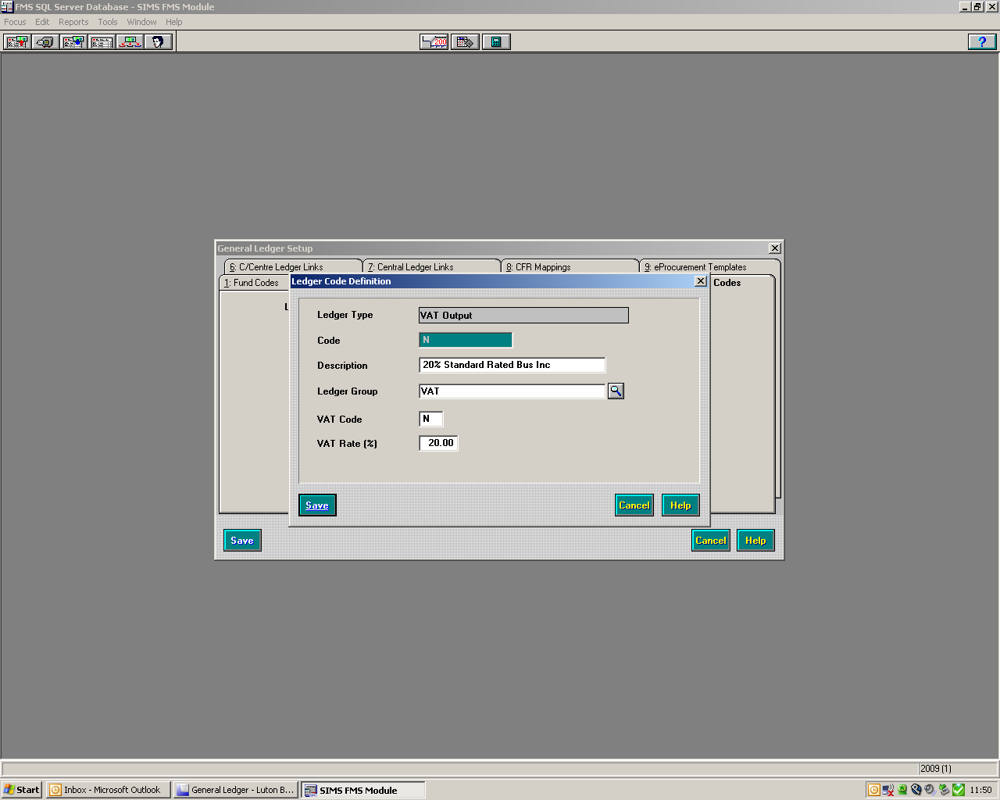 FMS SQL Server Database - SIMS FMS Module
Focus Edit Reports Tools Window Help
200
?
General Ledger Setup
6: C/Centre Ledger Links 7: Central Ledger Links 8: CFR Mappings 9: eProcurement Templates
1: Fund Codes Codes
Ledger Code Definition
Ledger Type VAT Output
Code N
Description 20% Standard Rated Bus Inc
Ledger Group VAT
VAT Code N
VAT Rate (%) 20.00
Save Cancel Help
Save Cancel Help
2009 (1)
Start Inbox - Microsoft Outlook General Ledger - Luton B... SIMS FMS Module 11:50